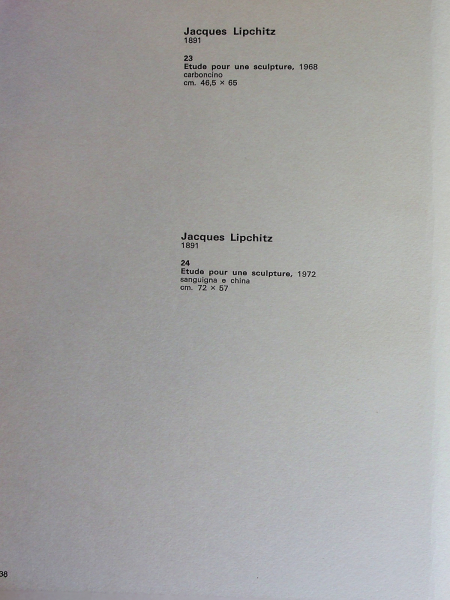 Jacques Lipchitz
1891
23
Etude pour une sculpture, 1968
carboncino
cm. 46,5 × 65
Jacques Lipchitz
1891
24
Etude pour une sculpture, 1972
sanguigna e china
cm. 72 × 57
38